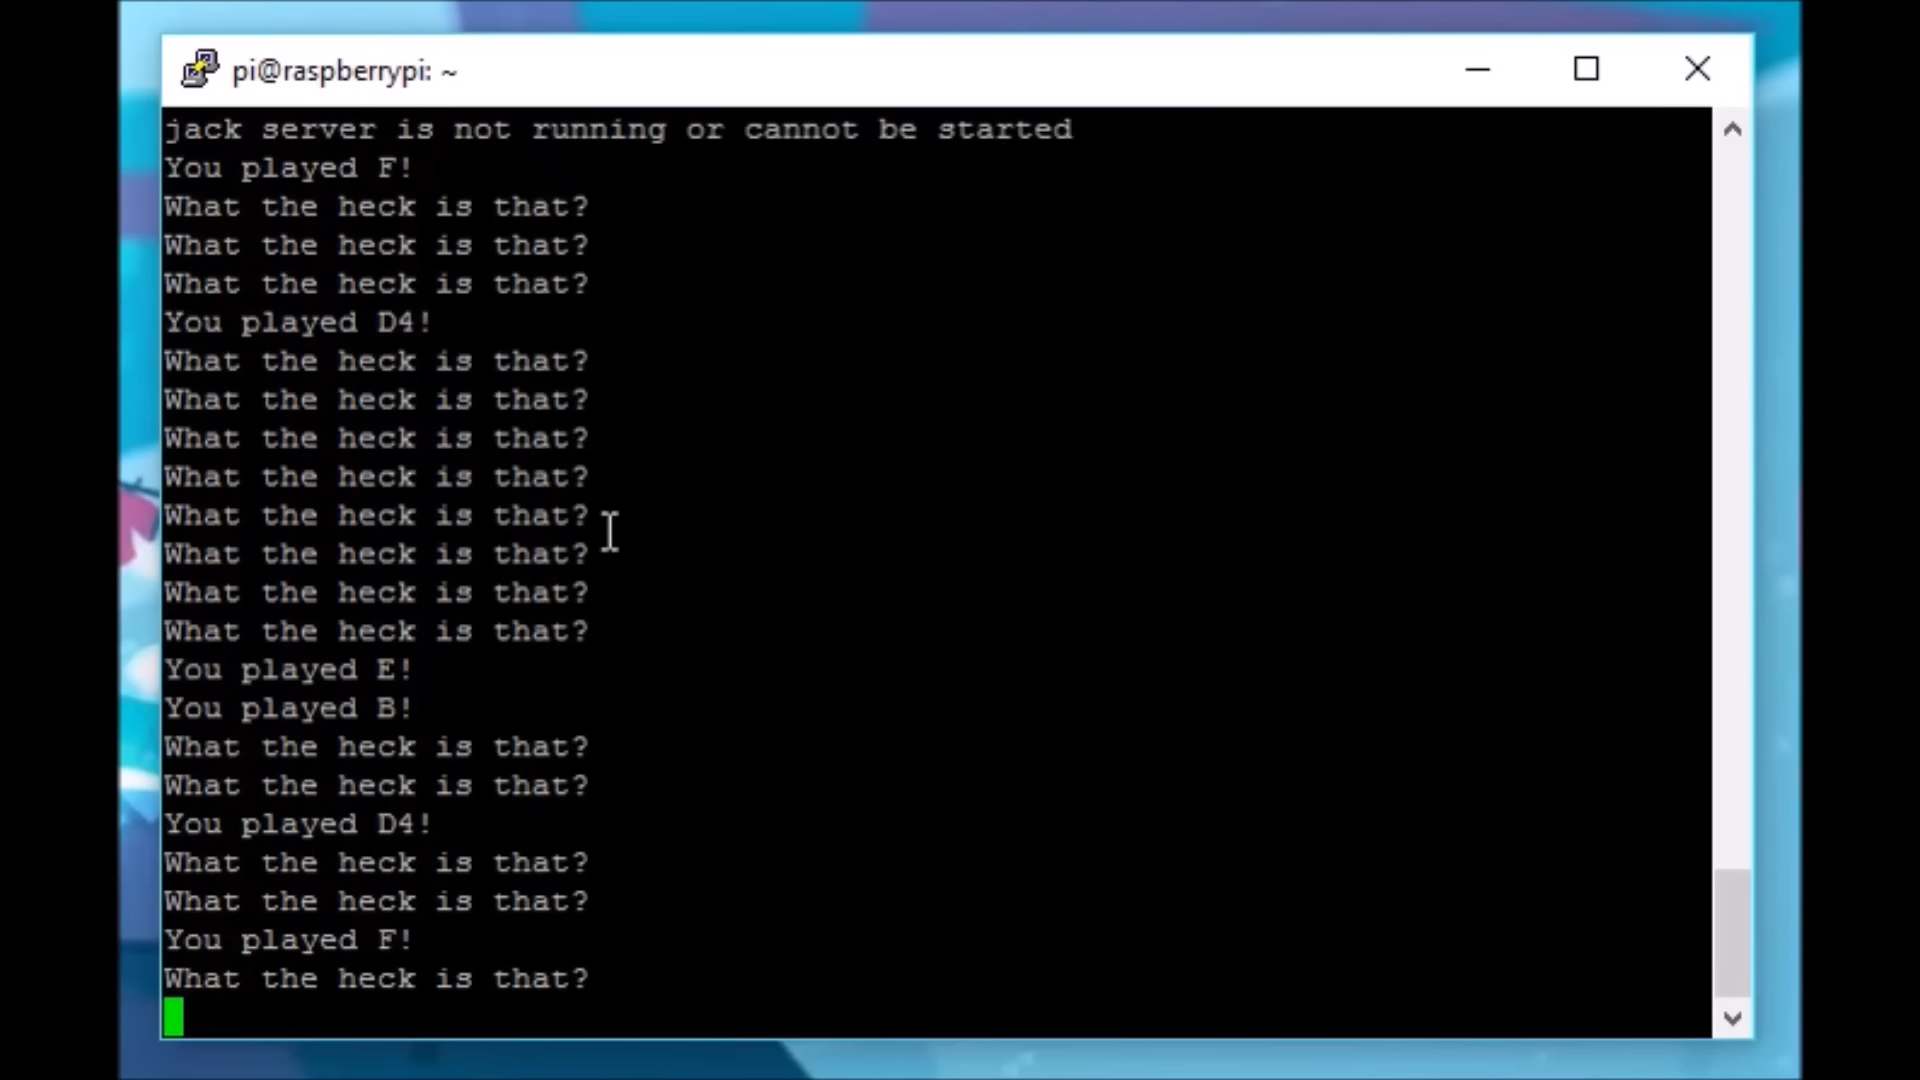 pi@raspberrypi: ~
jack server is not running or cannot be started
You played F!
What the heck is that?
What the heck is that?
What the heck is that?
You played D4!
What the heck is that?
What the heck is that?
What the heck is that?
What the heck is that?
What the heck is that?
What the heck is that?
What the heck is that?
What the heck is that?
You played E!
You played B!
What the heck is that?
What the heck is that?
You played D4!
What the heck is that?
What the heck is that?
You played F!
What the heck is that?